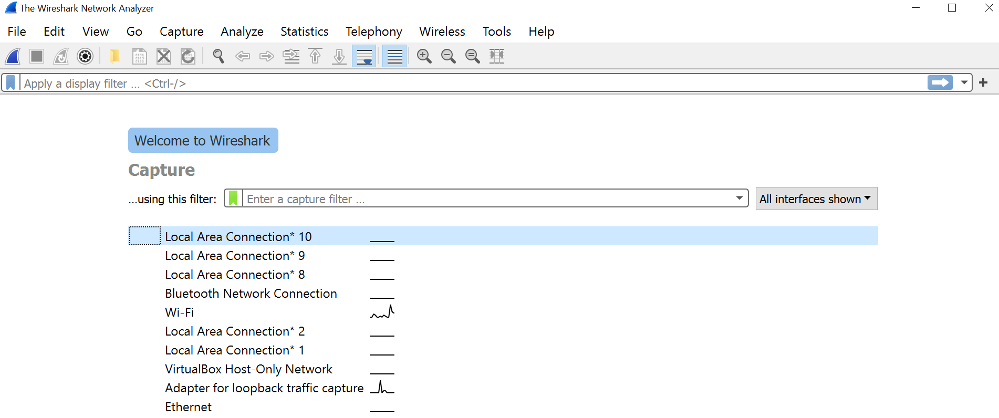 The Wireshark Network Analyzer
File Edit View Go Capture Analyze Statistics Telephony Wireless Tools Help
Apply a display filter ... <Ctrl-/>
Welcome to Wireshark
Capture
...using this filter: Enter a capture filter ... All interfaces shown
Local Area Connection* 10
Local Area Connection* 9
Local Area Connection* 8
Bluetooth Network Connection
Wi-Fi
Local Area Connection* 2
Local Area Connection* 1
VirtualBox Host-Only Network
Adapter for loopback traffic capture
Ethernet